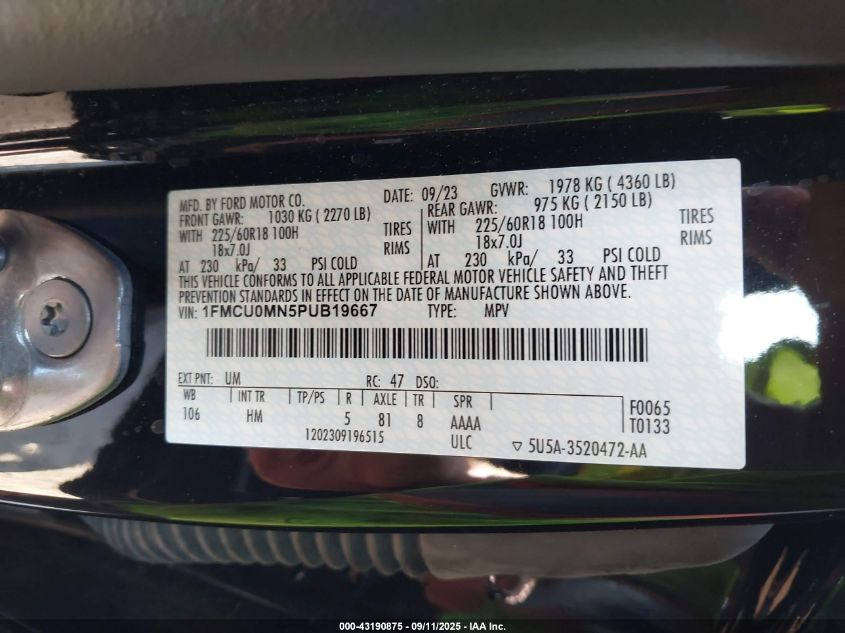 MFD. BY FORD MOTOR CO. DATE: 09/23 GVWR: 1978 KG ( 4360 LB)
FRONT GAWR: 1030 KG ( 2270 LB) REAR GAWR: 975 KG ( 2150 LB)
WITH 225/60R18 100H TIRES WITH 225/60R18 100H TIRES
18x7.0J RIMS 18x7.0J RIMS
AT 230 kPa/ 33 PSI COLD AT 230 kPa/ 33 PSI COLD
THIS VEHICLE CONFORMS TO ALL APPLICABLE FEDERAL MOTOR VEHICLE SAFETY AND THEFT
PREVENTION STANDARDS IN EFFECT ON THE DATE OF MANUFACTURE SHOWN ABOVE.
VIN: 1FMCU0MN5PUB19667 TYPE: MPV
EXT PNT: UM RC: 47 DSO:
WB INT TR TP/PS R AXLE TR SPR
106 HM 5 81 8 AAAA F0065
T0133
1202309196515 ULC ▽ 5U5A-3520472-AA
000-43190875 - 09/11/2025 - IAA Inc.